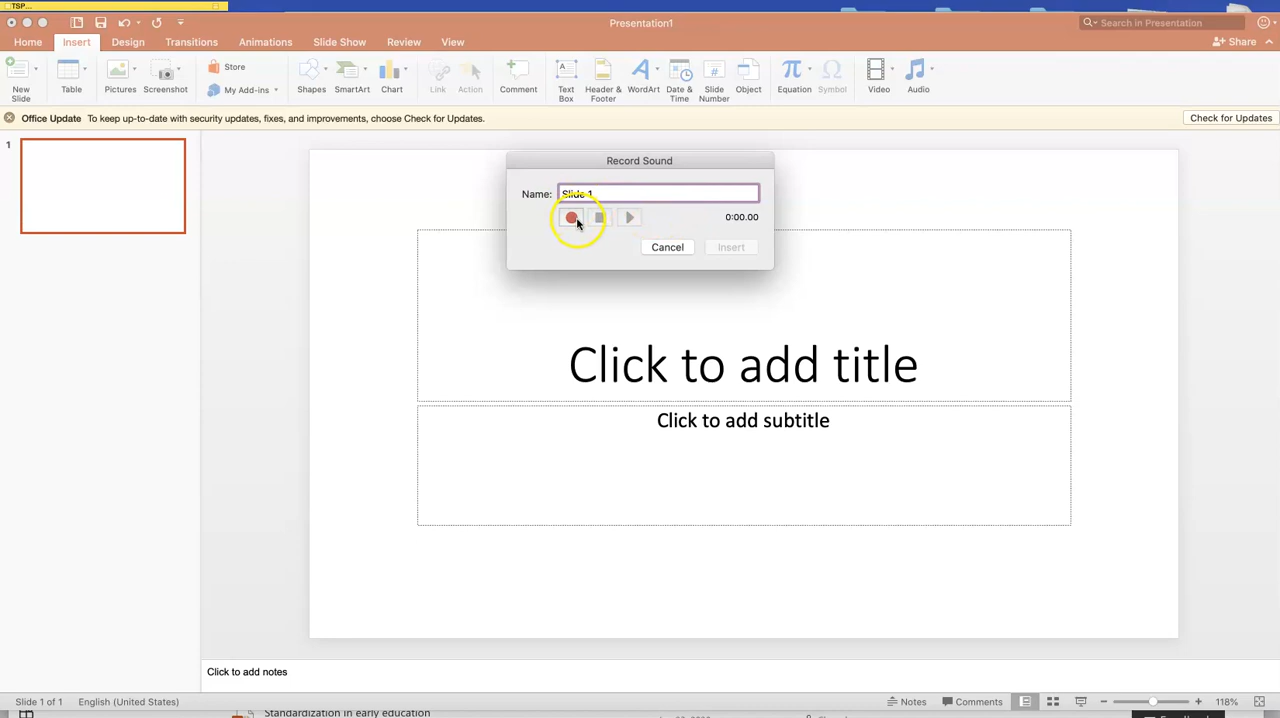 TSP...
Presentation1
Search in Presentation
Home Insert Design Transitions Animations Slide Show Review View
Share
New Slide
Table
Pictures
Screenshot
Store
My Add-ins
Shapes
SmartArt
Chart
Link
Action
Comment
Text Box
Header & Footer
WordArt
Date & Time
Slide Number
Object
Equation
Symbol
Video
Audio
Office Update To keep up-to-date with security updates, fixes, and improvements, choose Check for Updates.
Check for Updates
1
Record Sound
Name: Slide 1
0:00.00
Cancel Insert
Click to add title
Click to add subtitle
Click to add notes
Slide 1 of 1 English (United States)
Notes Comments 118%
Standardization in early education